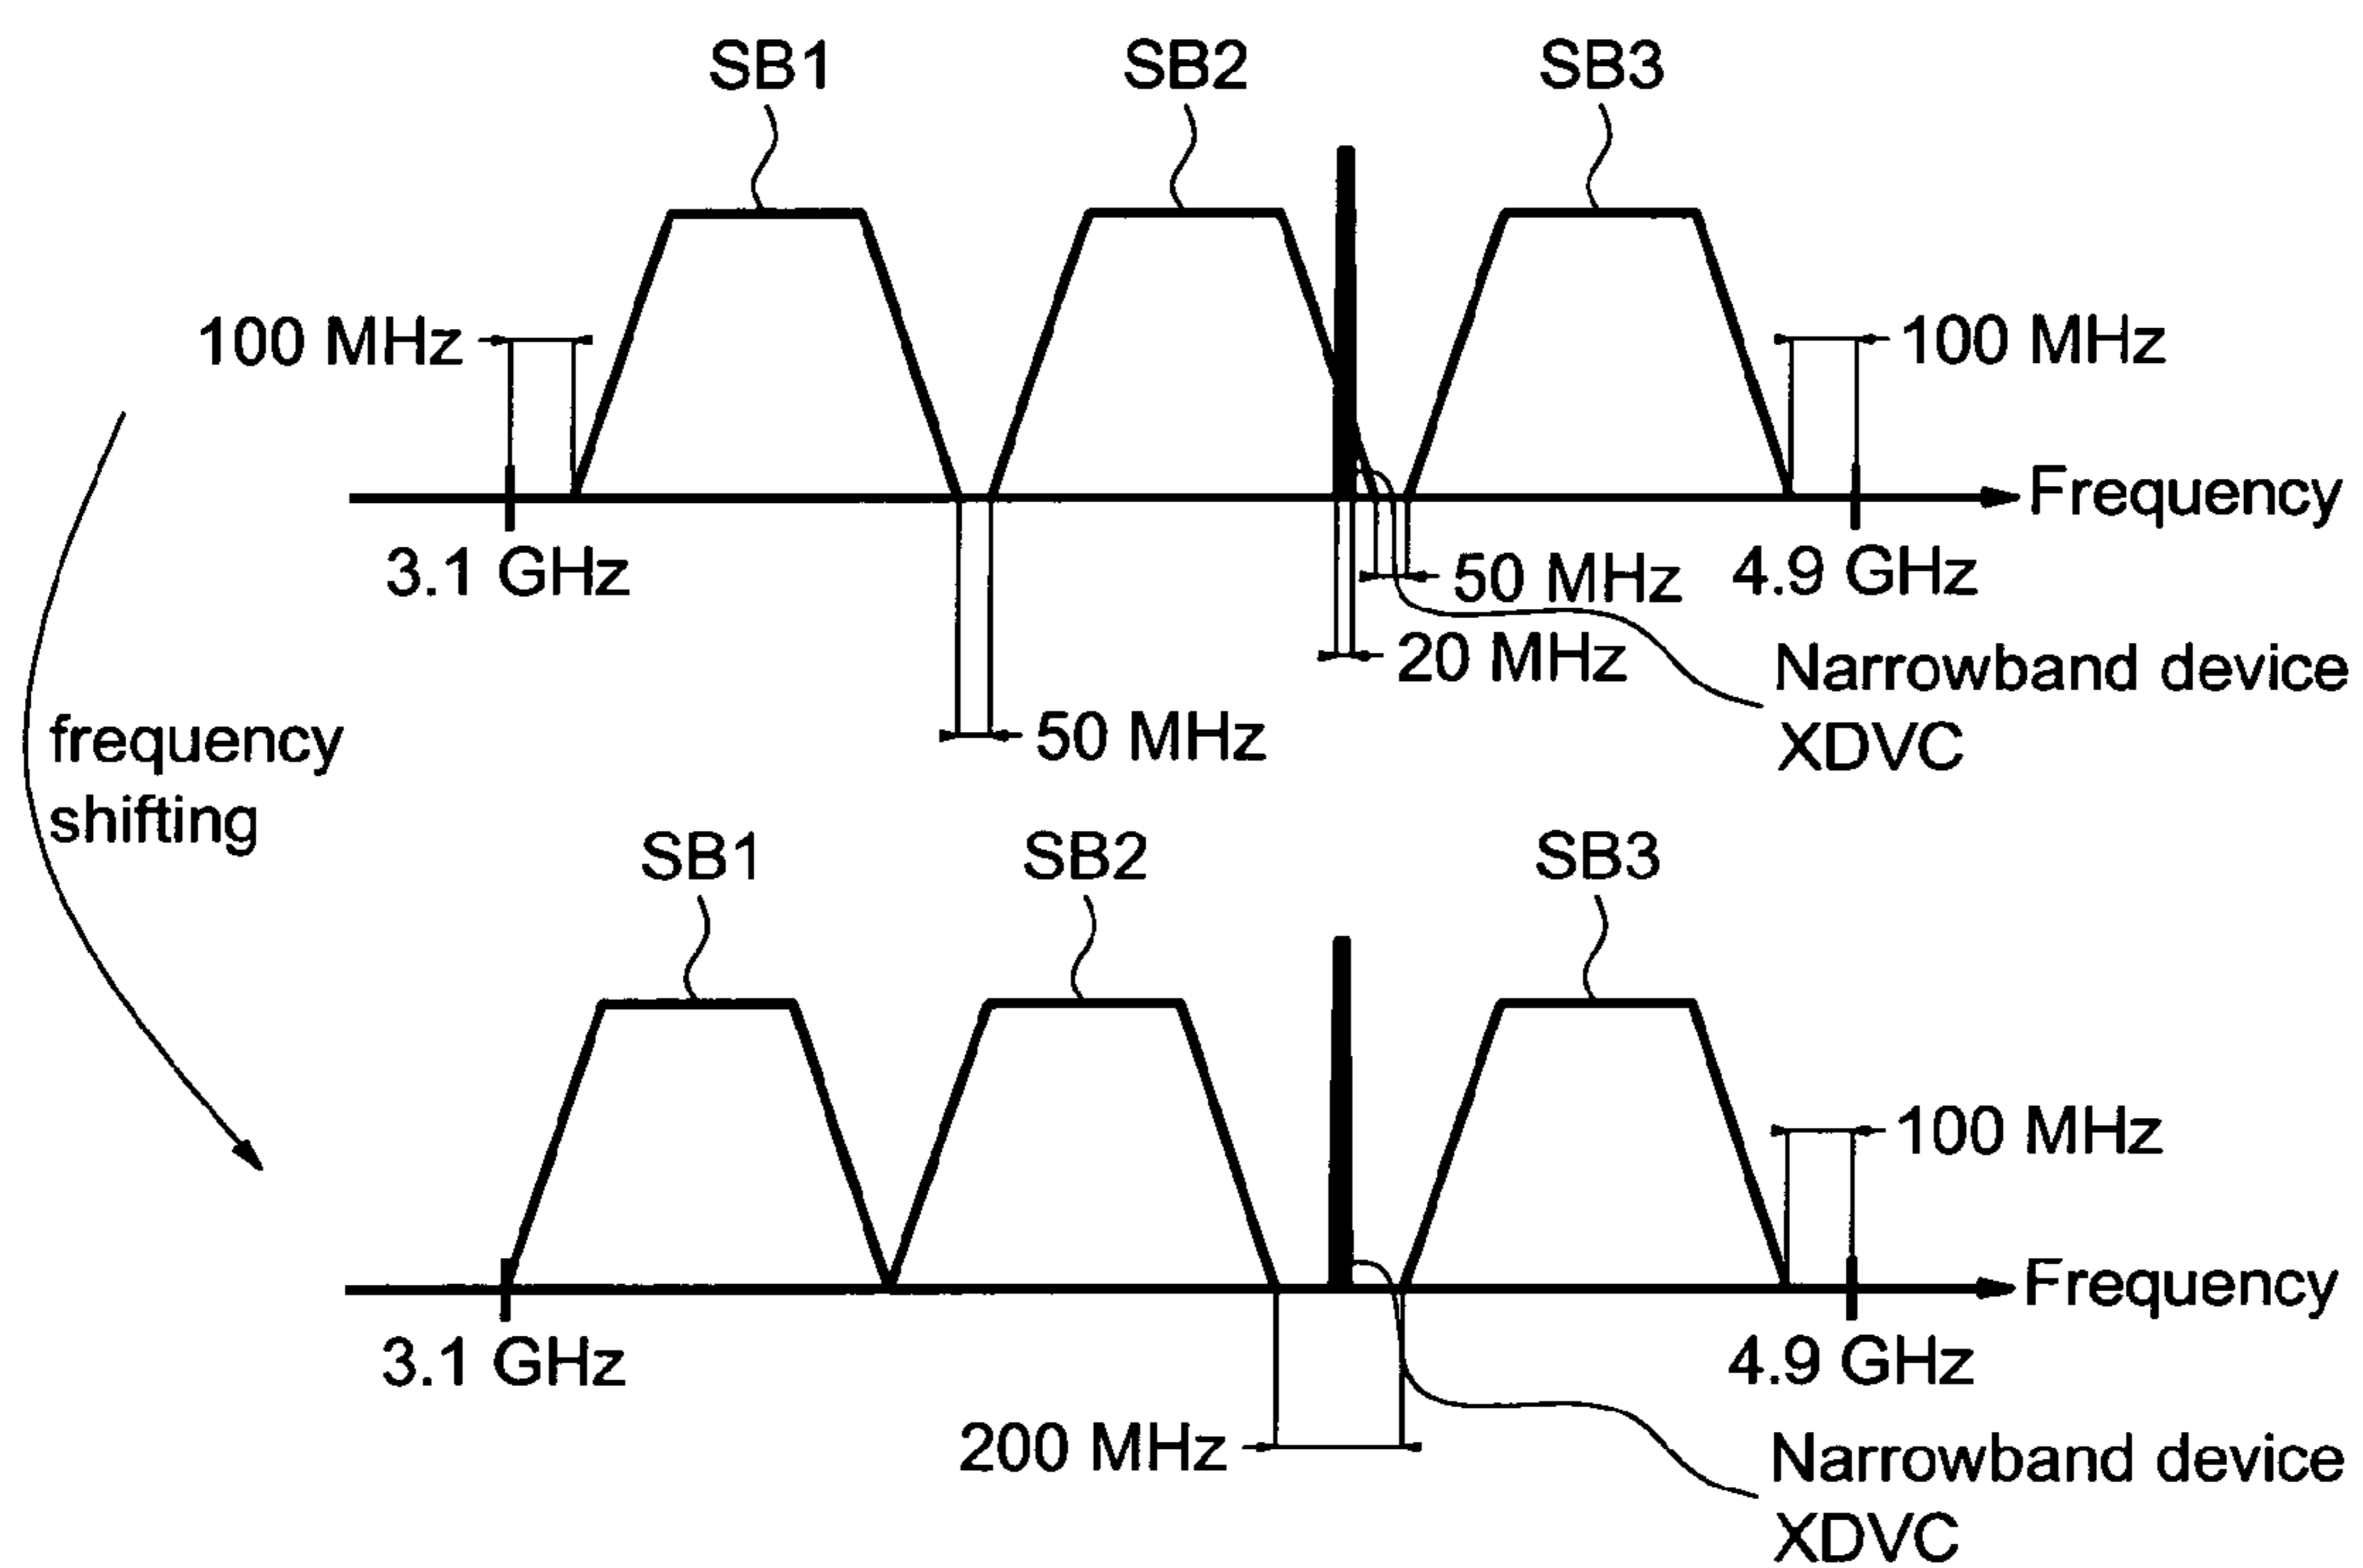 SB1
SB2
SB3
100 MHz
100 MHz
Frequency
3.1 GHz
50 MHz
4.9 GHz
20 MHz
Narrowband device
XDVC
50 MHz
frequency
shifting
SB1
SB2
SB3
100 MHz
Frequency
3.1 GHz
4.9 GHz
200 MHz
Narrowband device
XDVC